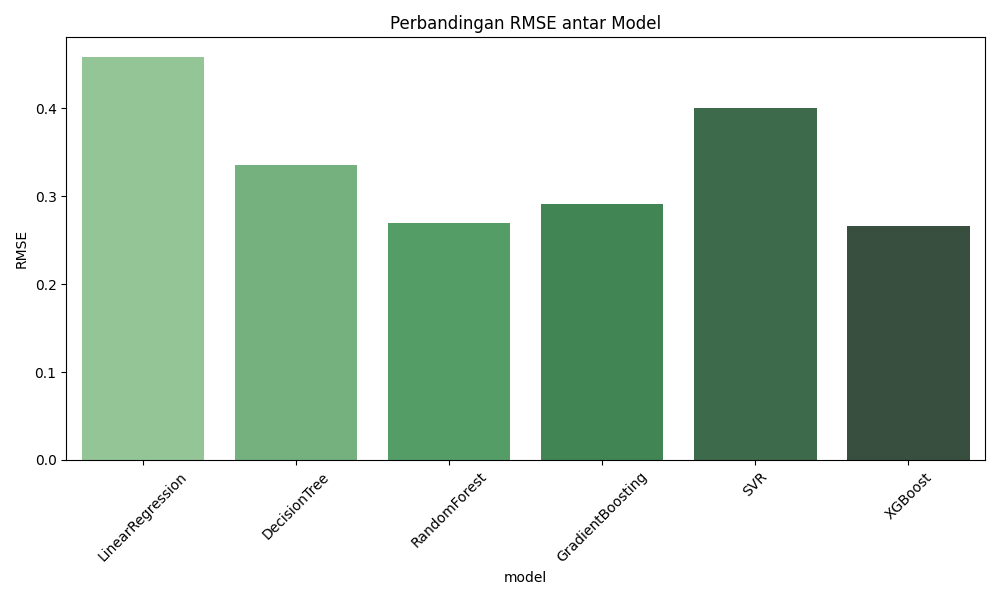 Perbandingan RMSE antar Model
RMSE
0.4
0.3
0.2
0.1
0.0
LinearRegression
DecisionTree
RandomForest
GradientBoosting
SVR
XGBoost
model